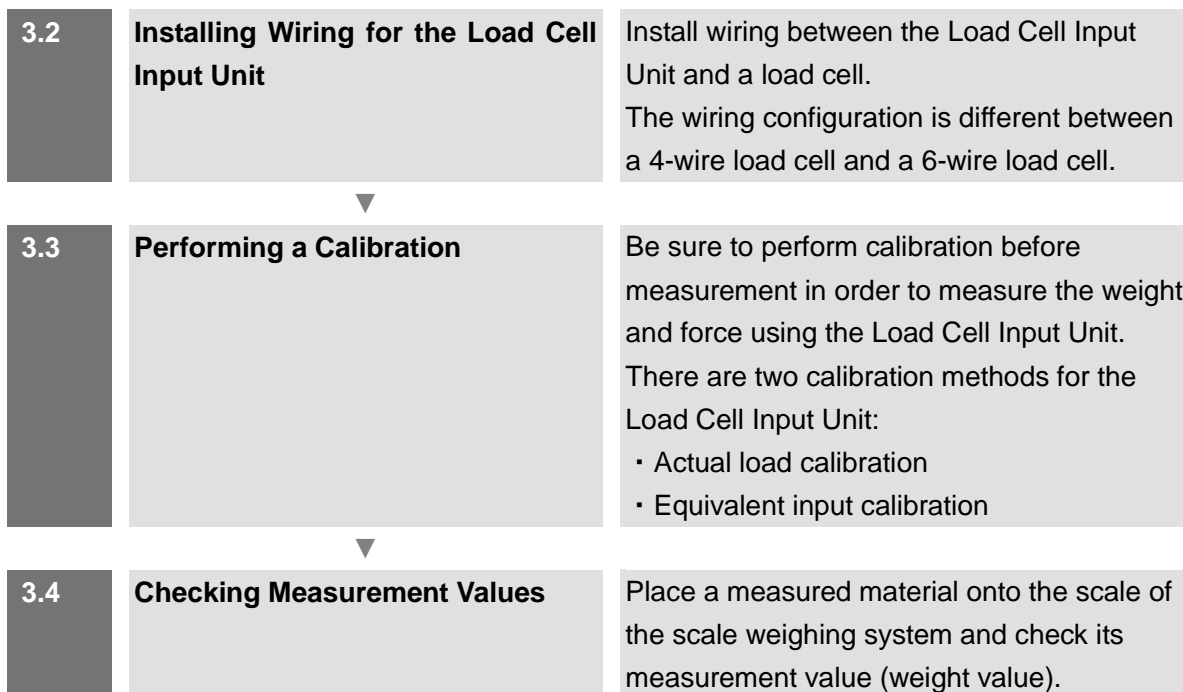 3.2
Installing Wiring for the Load Cell
Input Unit
Install wiring between the Load Cell Input
Unit and a load cell.
The wiring configuration is different between
a 4-wire load cell and a 6-wire load cell.
▼
3.3
Performing a Calibration
Be sure to perform calibration before
measurement in order to measure the weight
and force using the Load Cell Input Unit.
There are two calibration methods for the
Load Cell Input Unit:
・Actual load calibration
・Equivalent input calibration
▼
3.4
Checking Measurement Values
Place a measured material onto the scale of
the scale weighing system and check its
measurement value (weight value).